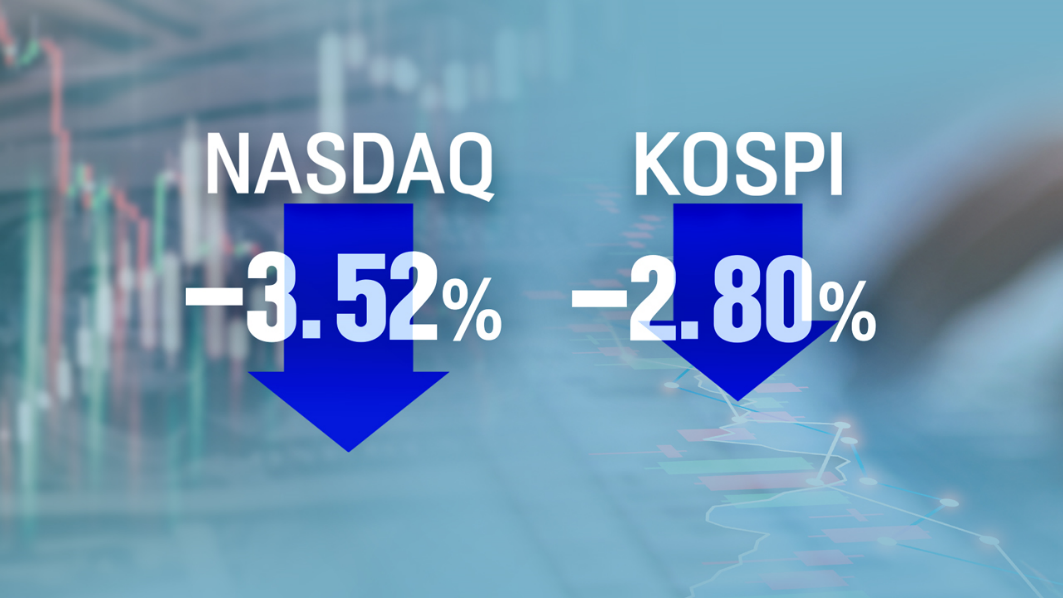 NASDAQ
KOSPI
-3.52%
-2.80%